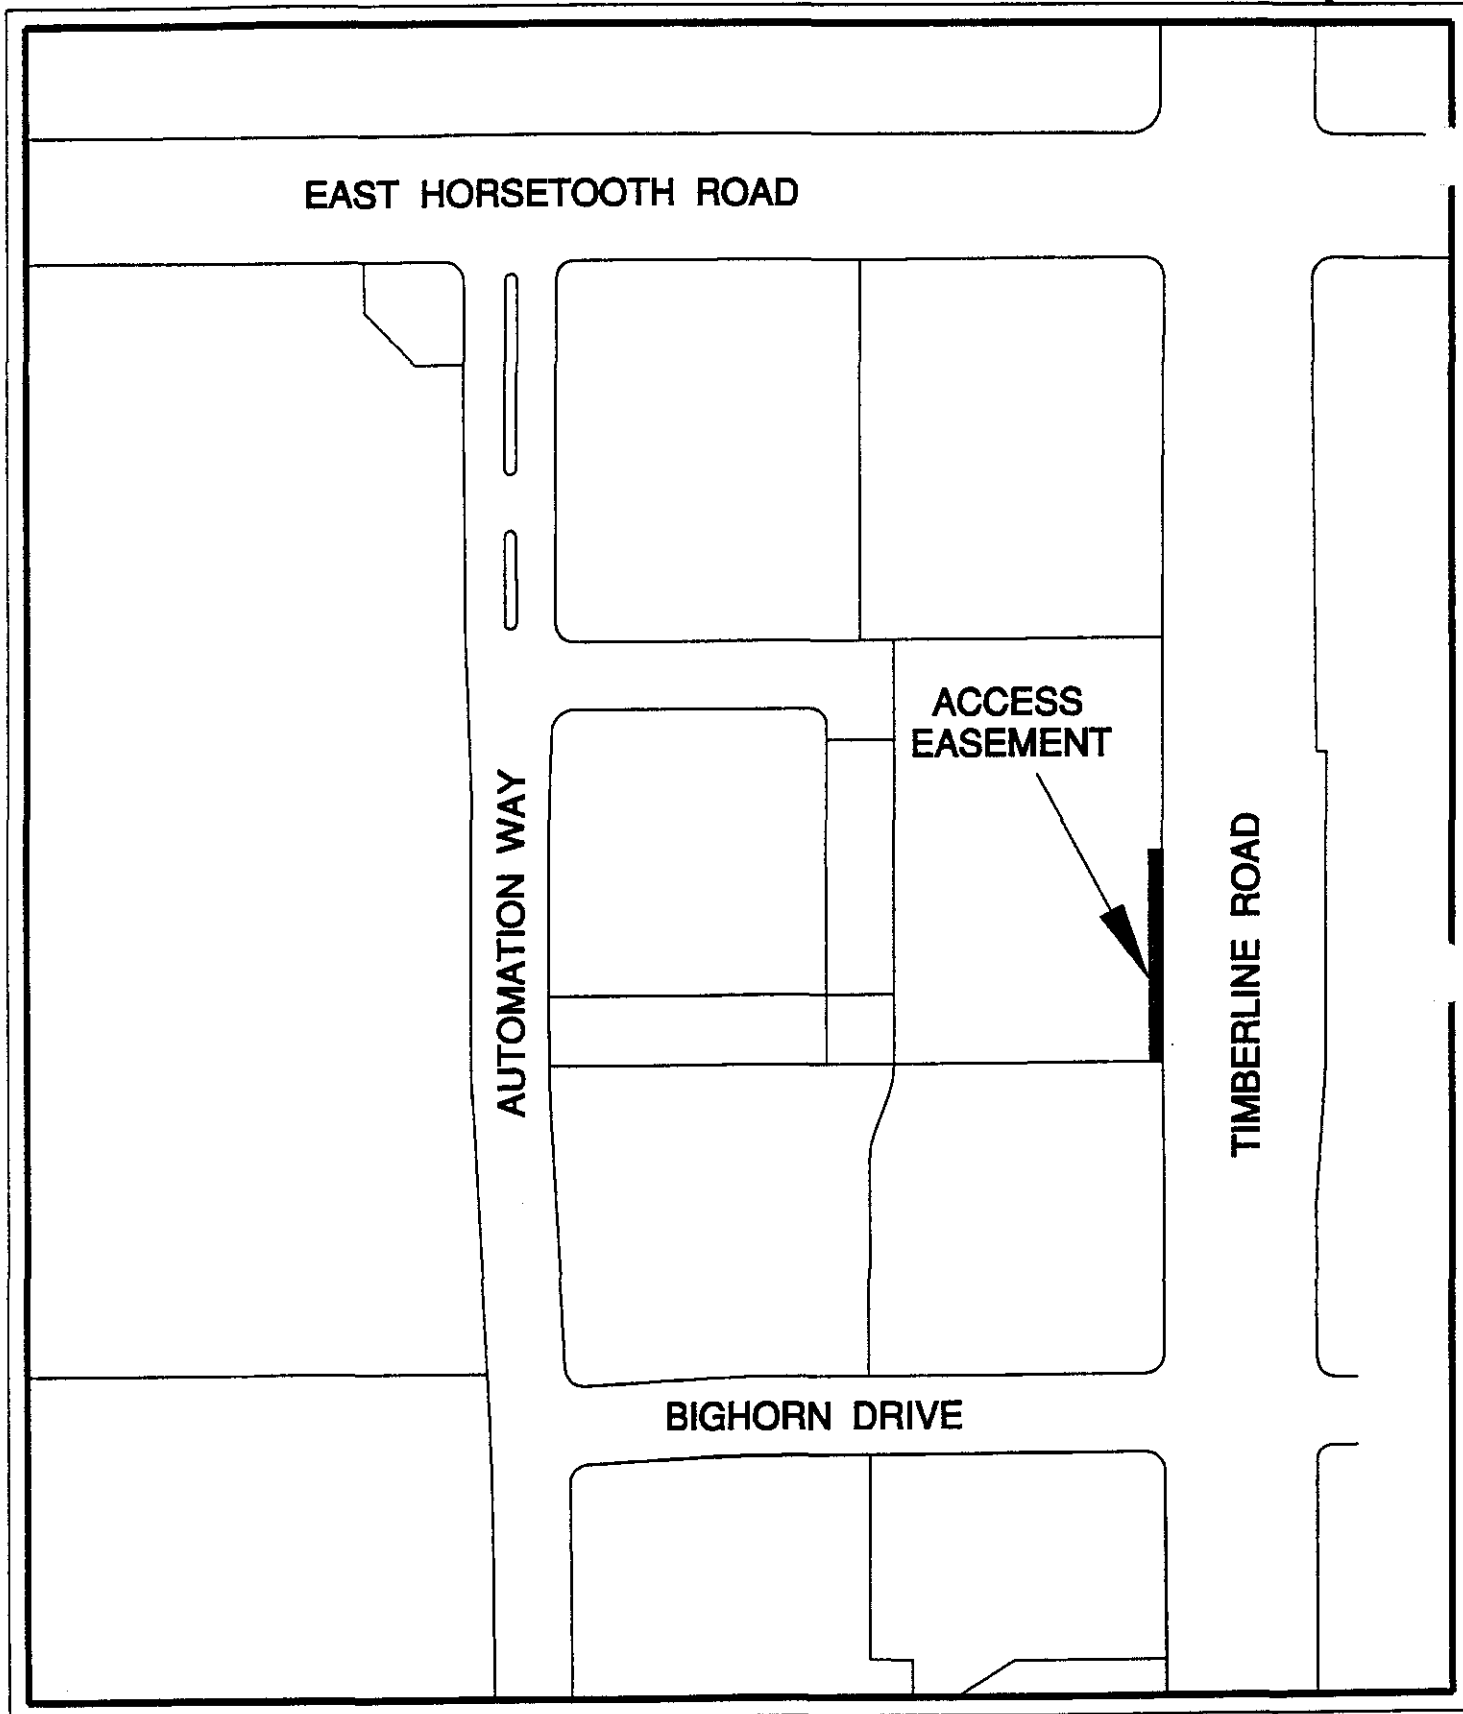 EAST HORSETOOTH ROAD
ACCESS
EASEMENT
AUTOMATION WAY
TIMBERLINE ROAD
BIGHORN DRIVE